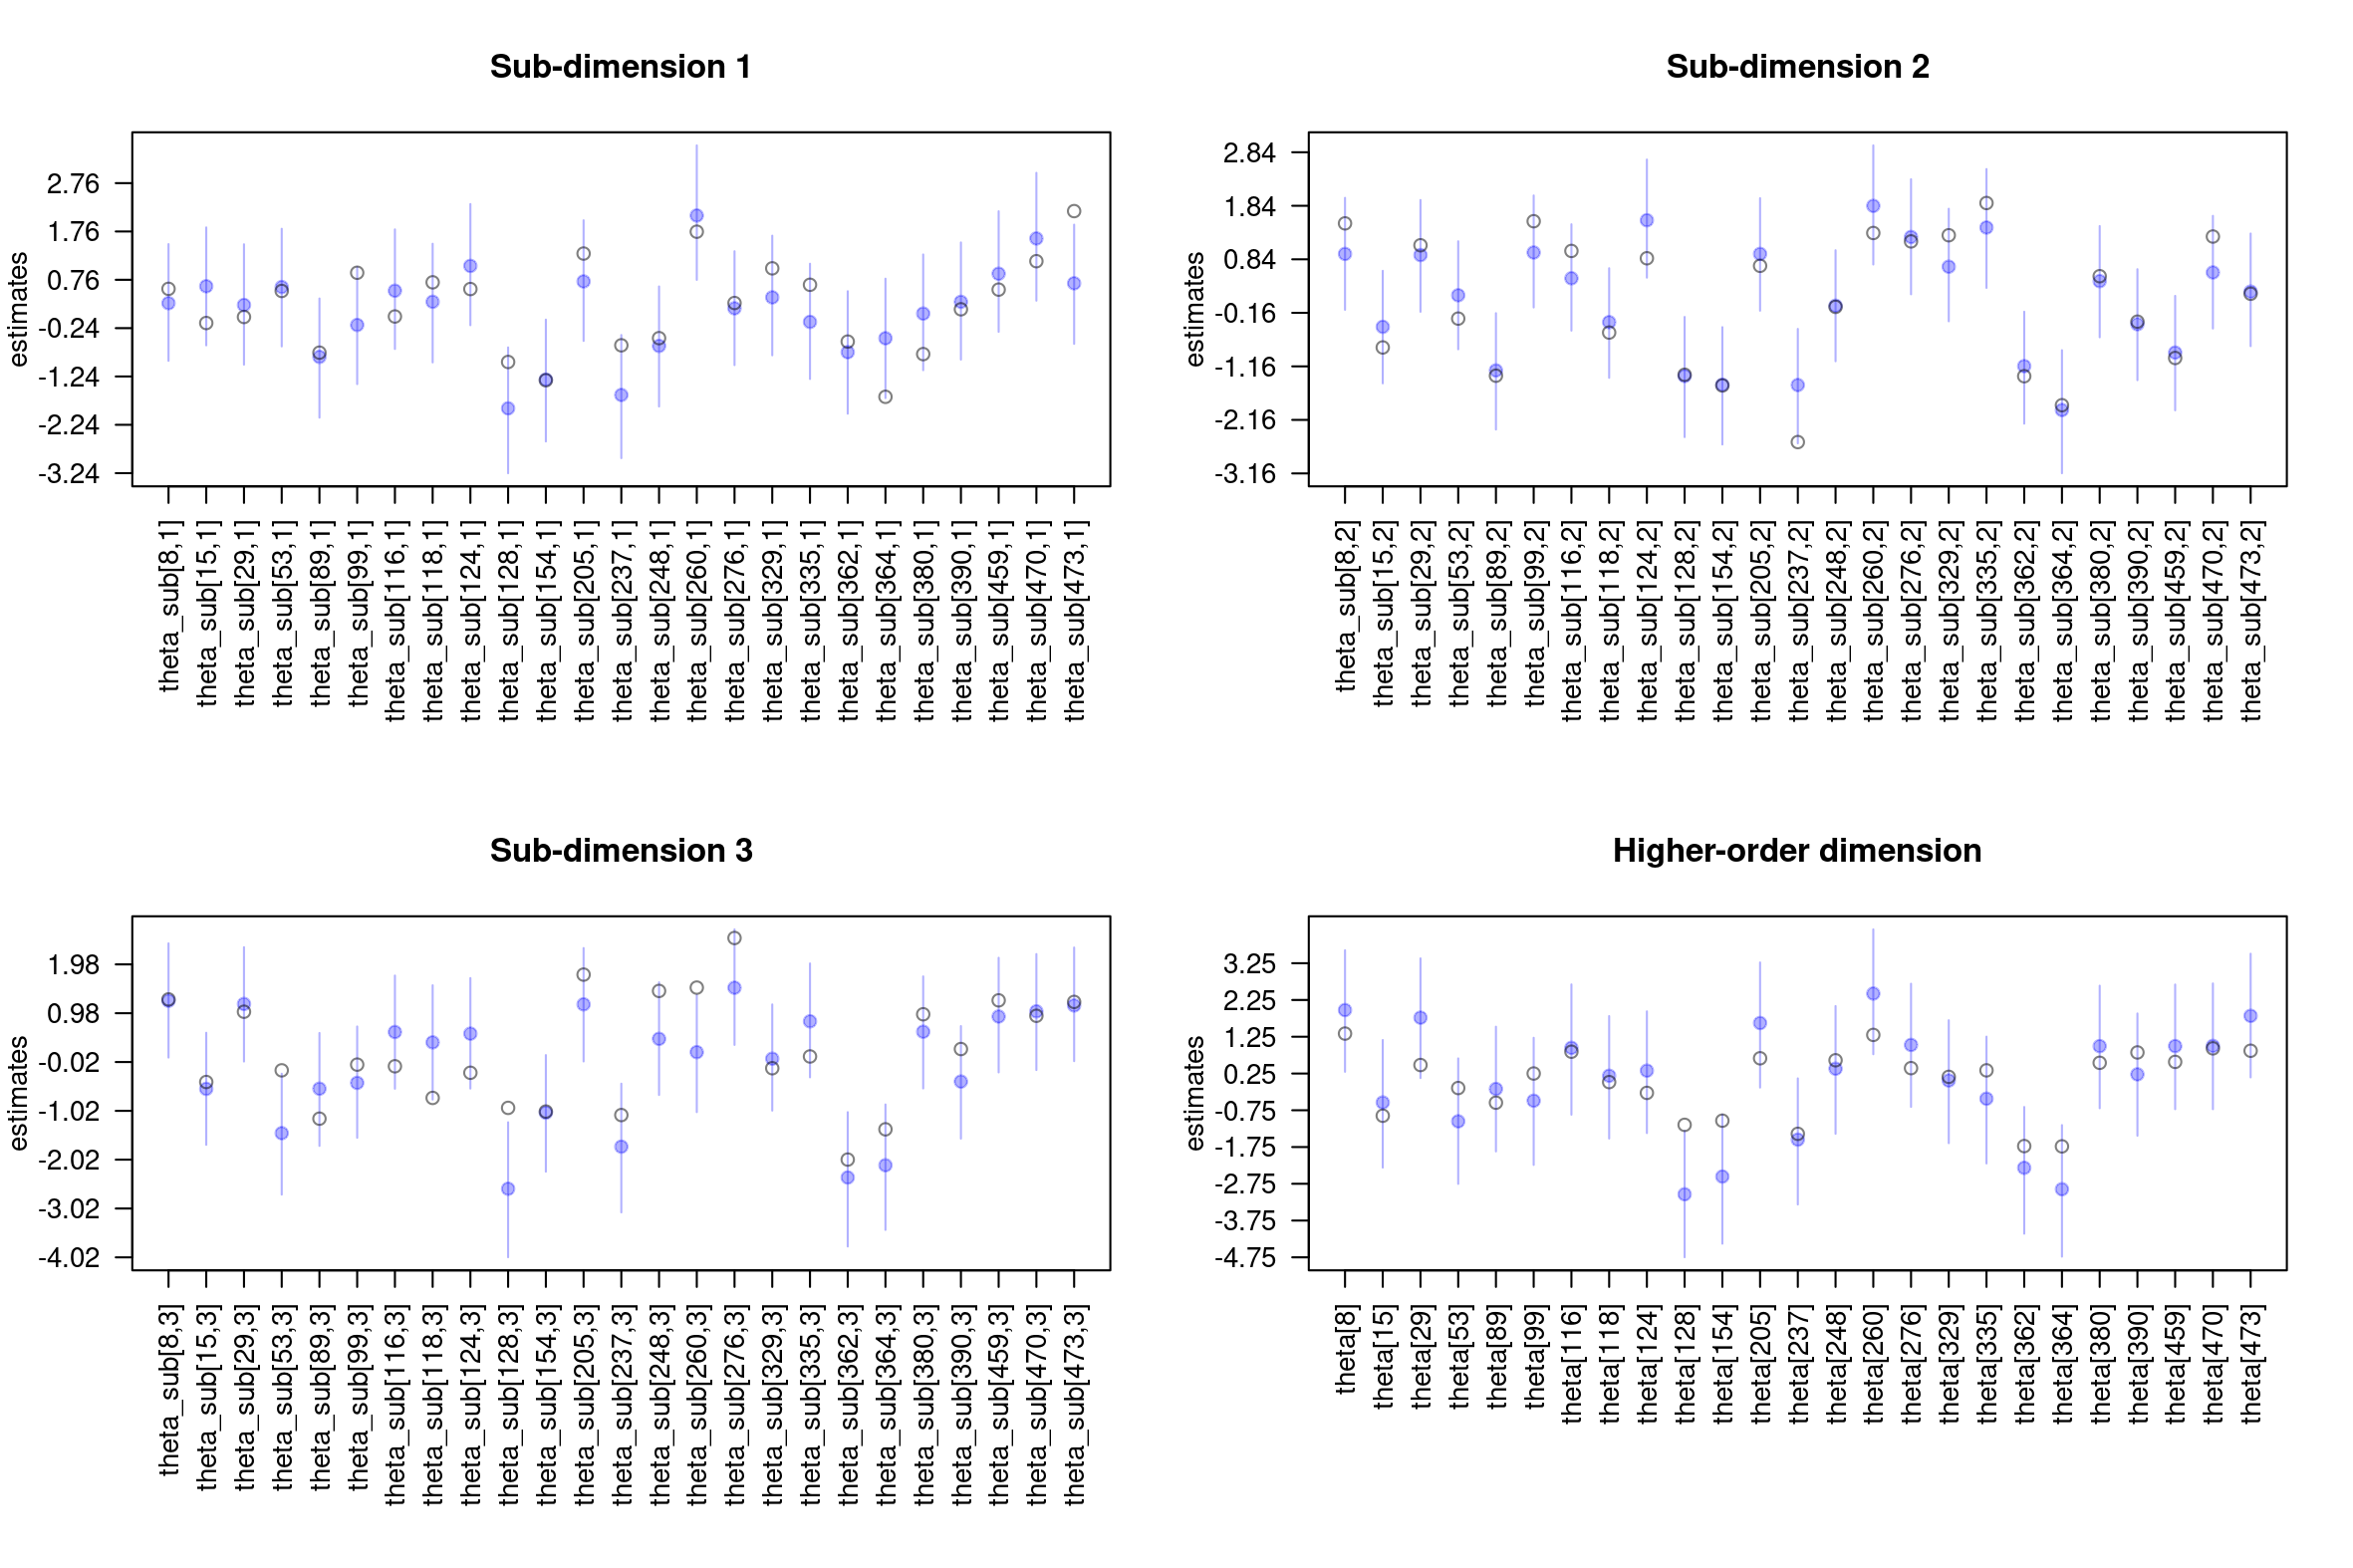 Sub-dimension 1
estimates
2.76
1.76
0.76
-0.24
-1.24
-2.24
-3.24
theta_sub[8,1]
theta_sub[15,1]
theta_sub[29,1]
theta_sub[53,1]
theta_sub[89,1]
theta_sub[99,1]
theta_sub[116,1]
theta_sub[118,1]
theta_sub[124,1]
theta_sub[128,1]
theta_sub[154,1]
theta_sub[205,1]
theta_sub[237,1]
theta_sub[248,1]
theta_sub[260,1]
theta_sub[276,1]
theta_sub[329,1]
theta_sub[335,1]
theta_sub[362,1]
theta_sub[364,1]
theta_sub[380,1]
theta_sub[390,1]
theta_sub[459,1]
theta_sub[470,1]
theta_sub[473,1]
Sub-dimension 2
estimates
2.84
1.84
0.84
-0.16
-1.16
-2.16
-3.16
theta_sub[8,2]
theta_sub[15,2]
theta_sub[29,2]
theta_sub[53,2]
theta_sub[89,2]
theta_sub[99,2]
theta_sub[116,2]
theta_sub[118,2]
theta_sub[124,2]
theta_sub[128,2]
theta_sub[154,2]
theta_sub[205,2]
theta_sub[237,2]
theta_sub[248,2]
theta_sub[260,2]
theta_sub[276,2]
theta_sub[329,2]
theta_sub[335,2]
theta_sub[362,2]
theta_sub[364,2]
theta_sub[380,2]
theta_sub[390,2]
theta_sub[459,2]
theta_sub[470,2]
theta_sub[473,2]
Sub-dimension 3
estimates
1.98
0.98
-0.02
-1.02
-2.02
-3.02
-4.02
theta_sub[8,3]
theta_sub[15,3]
theta_sub[29,3]
theta_sub[53,3]
theta_sub[89,3]
theta_sub[99,3]
theta_sub[116,3]
theta_sub[118,3]
theta_sub[124,3]
theta_sub[128,3]
theta_sub[154,3]
theta_sub[205,3]
theta_sub[237,3]
theta_sub[248,3]
theta_sub[260,3]
theta_sub[276,3]
theta_sub[329,3]
theta_sub[335,3]
theta_sub[362,3]
theta_sub[364,3]
theta_sub[380,3]
theta_sub[390,3]
theta_sub[459,3]
theta_sub[470,3]
theta_sub[473,3]
Higher-order dimension
estimates
3.25
2.25
1.25
0.25
-0.75
-1.75
-2.75
-3.75
-4.75
theta[8]
theta[15]
theta[29]
theta[53]
theta[89]
theta[99]
theta[116]
theta[118]
theta[124]
theta[128]
theta[154]
theta[205]
theta[237]
theta[248]
theta[260]
theta[276]
theta[329]
theta[335]
theta[362]
theta[364]
theta[380]
theta[390]
theta[459]
theta[470]
theta[473]